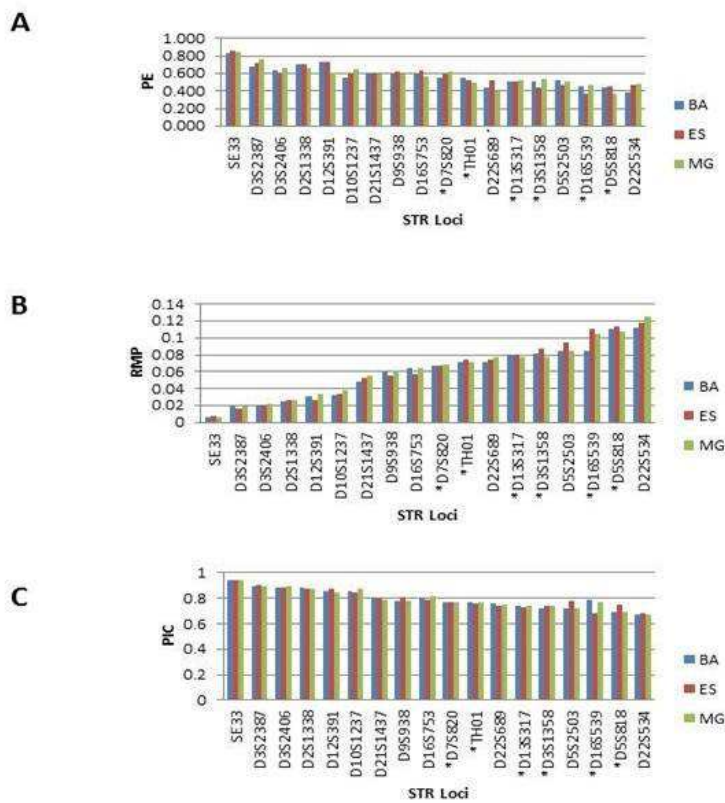 A
1.000
0.800
0.600
0.400
0.200
0.000
PE
SE33
D3S2387
D3S2406
D2S1338
D12S391
D10S1237
D21S1437
D9S938
D16S753
*D7S820
*TH01
D22S689
*D13S317
*D3S1358
D5S2503
*D16S539
*D5S818
D22S534
STR Loci
BA
ES
MG
B
0.14
0.12
0.1
0.08
0.06
0.04
0.02
0
RMP
SE33
D3S2387
D3S2406
D2S1338
D12S391
D10S1237
D21S1437
D9S938
D16S753
*D7S820
*TH01
D22S689
*D13S317
*D3S1358
D5S2503
*D16S539
*D5S818
D22S534
STR Loci
BA
ES
MG
C
1
0.8
0.6
0.4
0.2
0
PIC
SE33
D3S2387
D3S2406
D2S1338
D12S391
D10S1237
D21S1437
D9S938
D16S753
*D7S820
*TH01
D22S689
*D13S317
*D3S1358
D5S2503
*D16S539
*D5S818
D22S534
STR Loci
BA
ES
MG